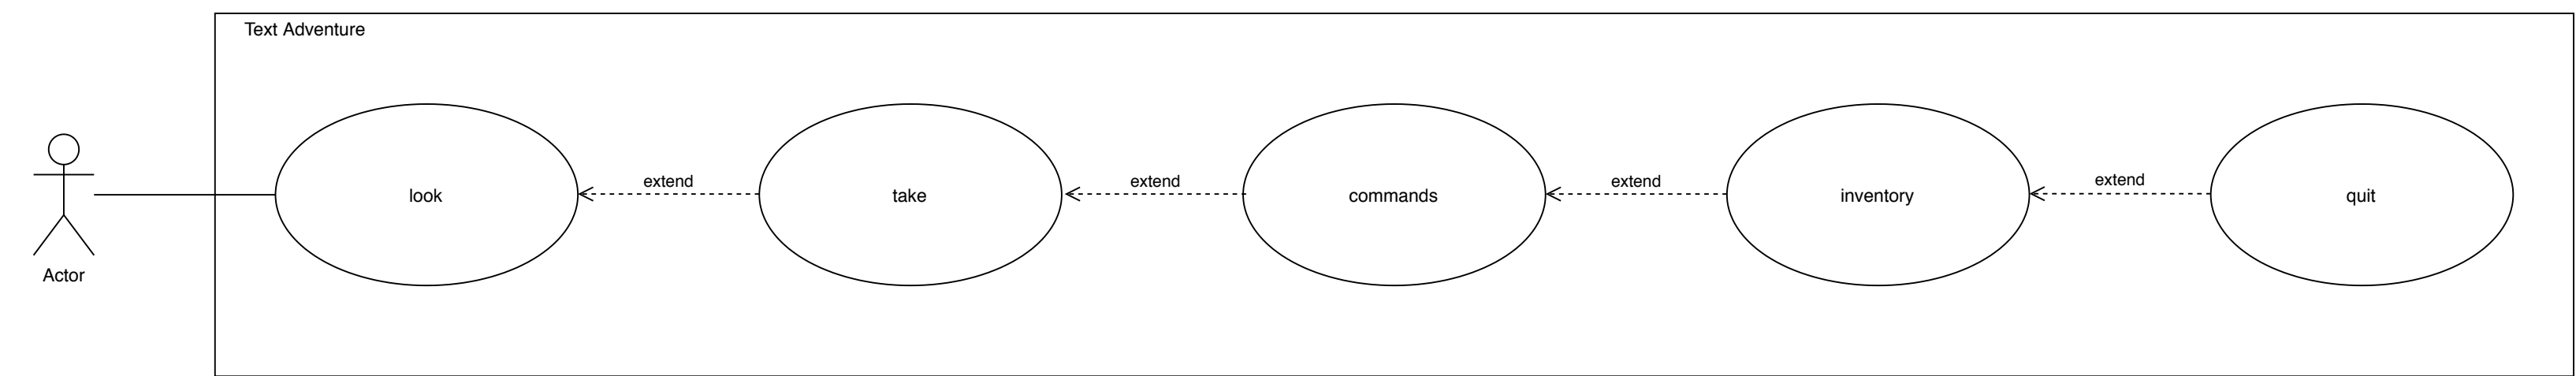 Text Adventure
Actor
look
extend
take
extend
commands
extend
inventory
extend
quit